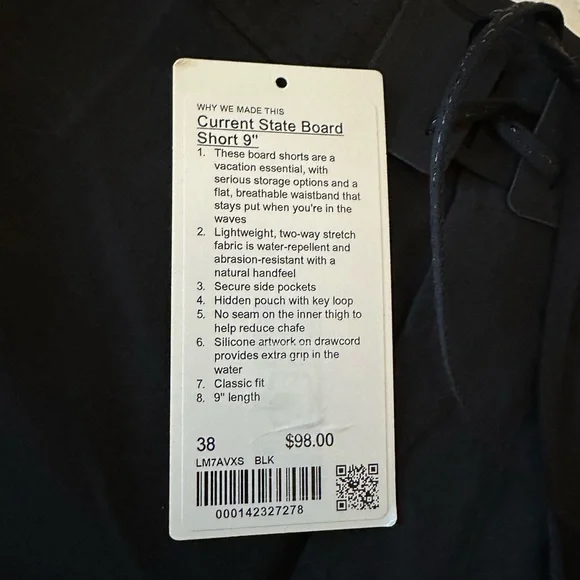 WHY WE MADE THIS
Current State Board
Short 9"
1. These board shorts are a
vacation essential, with
serious storage options and a
flat, breathable waistband that
stays put when you're in the
waves
2. Lightweight, two-way stretch
fabric is water-repellent and
abrasion-resistant with a
natural handfeel
3. Secure side pockets
4. Hidden pouch with key loop
5. No seam on the inner thigh to
help reduce chafe
6. Silicone artwork on drawcord
provides extra grip in the
water
7. Classic fit
8. 9" length
38 $98.00
LM7AVXS BLK
000142327278